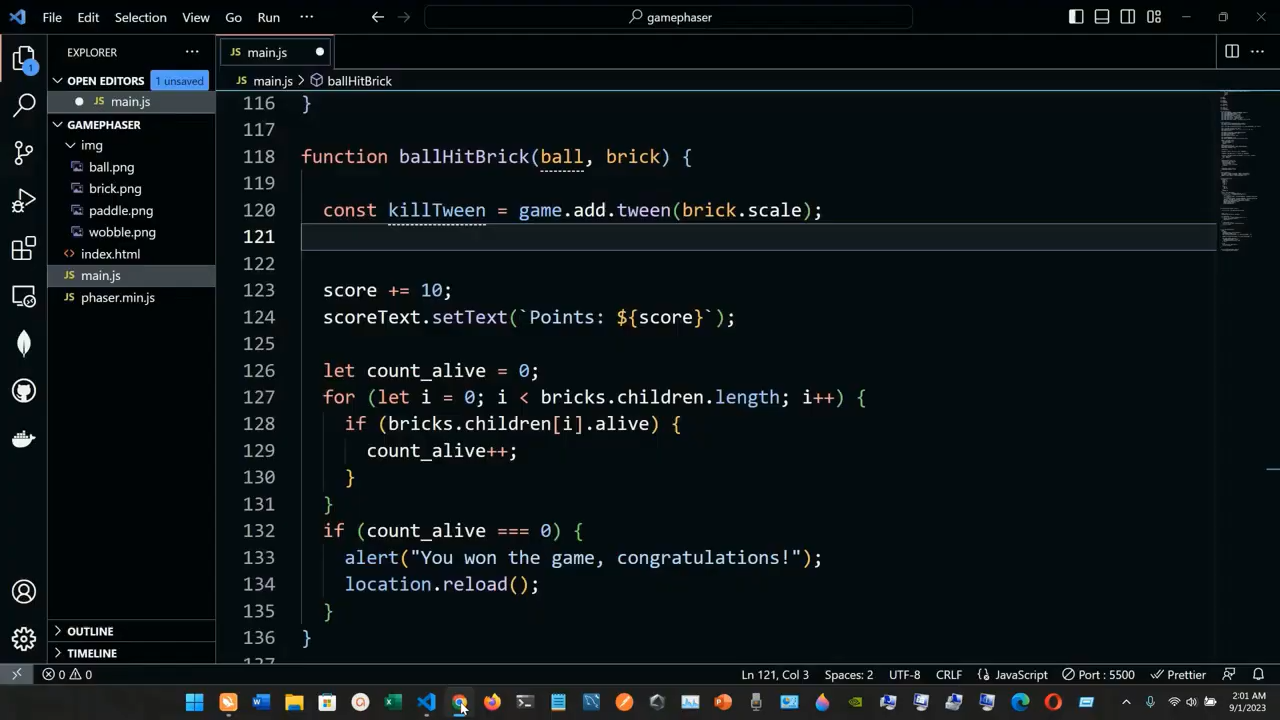 File Edit Selection View Go Run ··· gamephaser
EXPLORER ···
OPEN EDITORS 1 unsaved
JS main.js
GAMEPHASER
img
ball.png
brick.png
paddle.png
wobble.png
<> index.html
JS main.js
JS phaser.min.js
OUTLINE
TIMELINE
JS main.js
JS main.js > ballHitBrick
116 }
117
118 function ballHitBrick(ball, brick) {
119
120 const killTween = game.add.tween(brick.scale);
121
122
123 score += 10;
124 scoreText.setText(`Points: ${score}`);
125
126 let count_alive = 0;
127 for (let i = 0; i < bricks.children.length; i++) {
128 if (bricks.children[i].alive) {
129 count_alive++;
130 }
131 }
132 if (count_alive === 0) {
133 alert("You won the game, congratulations!");
134 location.reload();
135 }
136 }
1
0 0 Ln 121, Col 3 Spaces: 2 UTF-8 CRLF {} JavaScript Port : 5500 Prettier
2:01 AM
9/1/2023